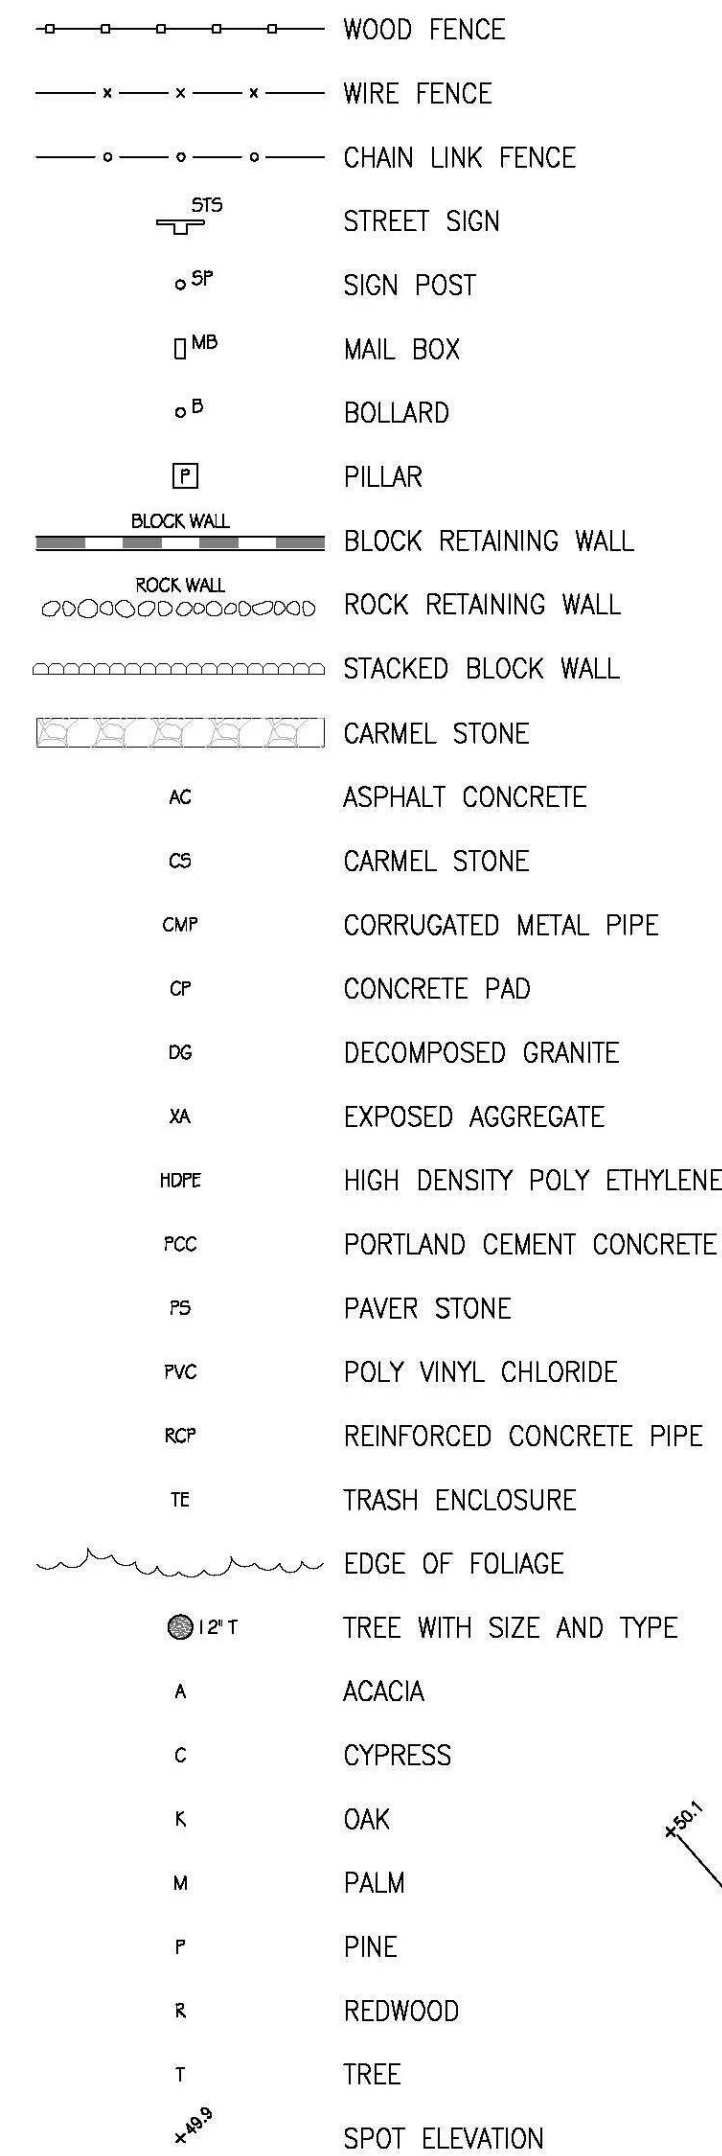 WOOD FENCE
WIRE FENCE
CHAIN LINK FENCE
STS STREET SIGN
SP SIGN POST
MB MAIL BOX
B BOLLARD
P PILLAR
BLOCK WALL
BLOCK RETAINING WALL
ROCK WALL
ROCK RETAINING WALL
STACKED BLOCK WALL
CARMEL STONE
AC ASPHALT CONCRETE
CS CARMEL STONE
CMP CORRUGATED METAL PIPE
CP CONCRETE PAD
DG DECOMPOSED GRANITE
XA EXPOSED AGGREGATE
HDPE HIGH DENSITY POLY ETHYLENE
PCC PORTLAND CEMENT CONCRETE
PS PAVER STONE
PVC POLY VINYL CHLORIDE
RCP REINFORCED CONCRETE PIPE
TE TRASH ENCLOSURE
EDGE OF FOLIAGE
12" T TREE WITH SIZE AND TYPE
A ACACIA
C CYPRESS
K OAK
+50.1
M PALM
P PINE
R REDWOOD
T TREE
×49.9 SPOT ELEVATION